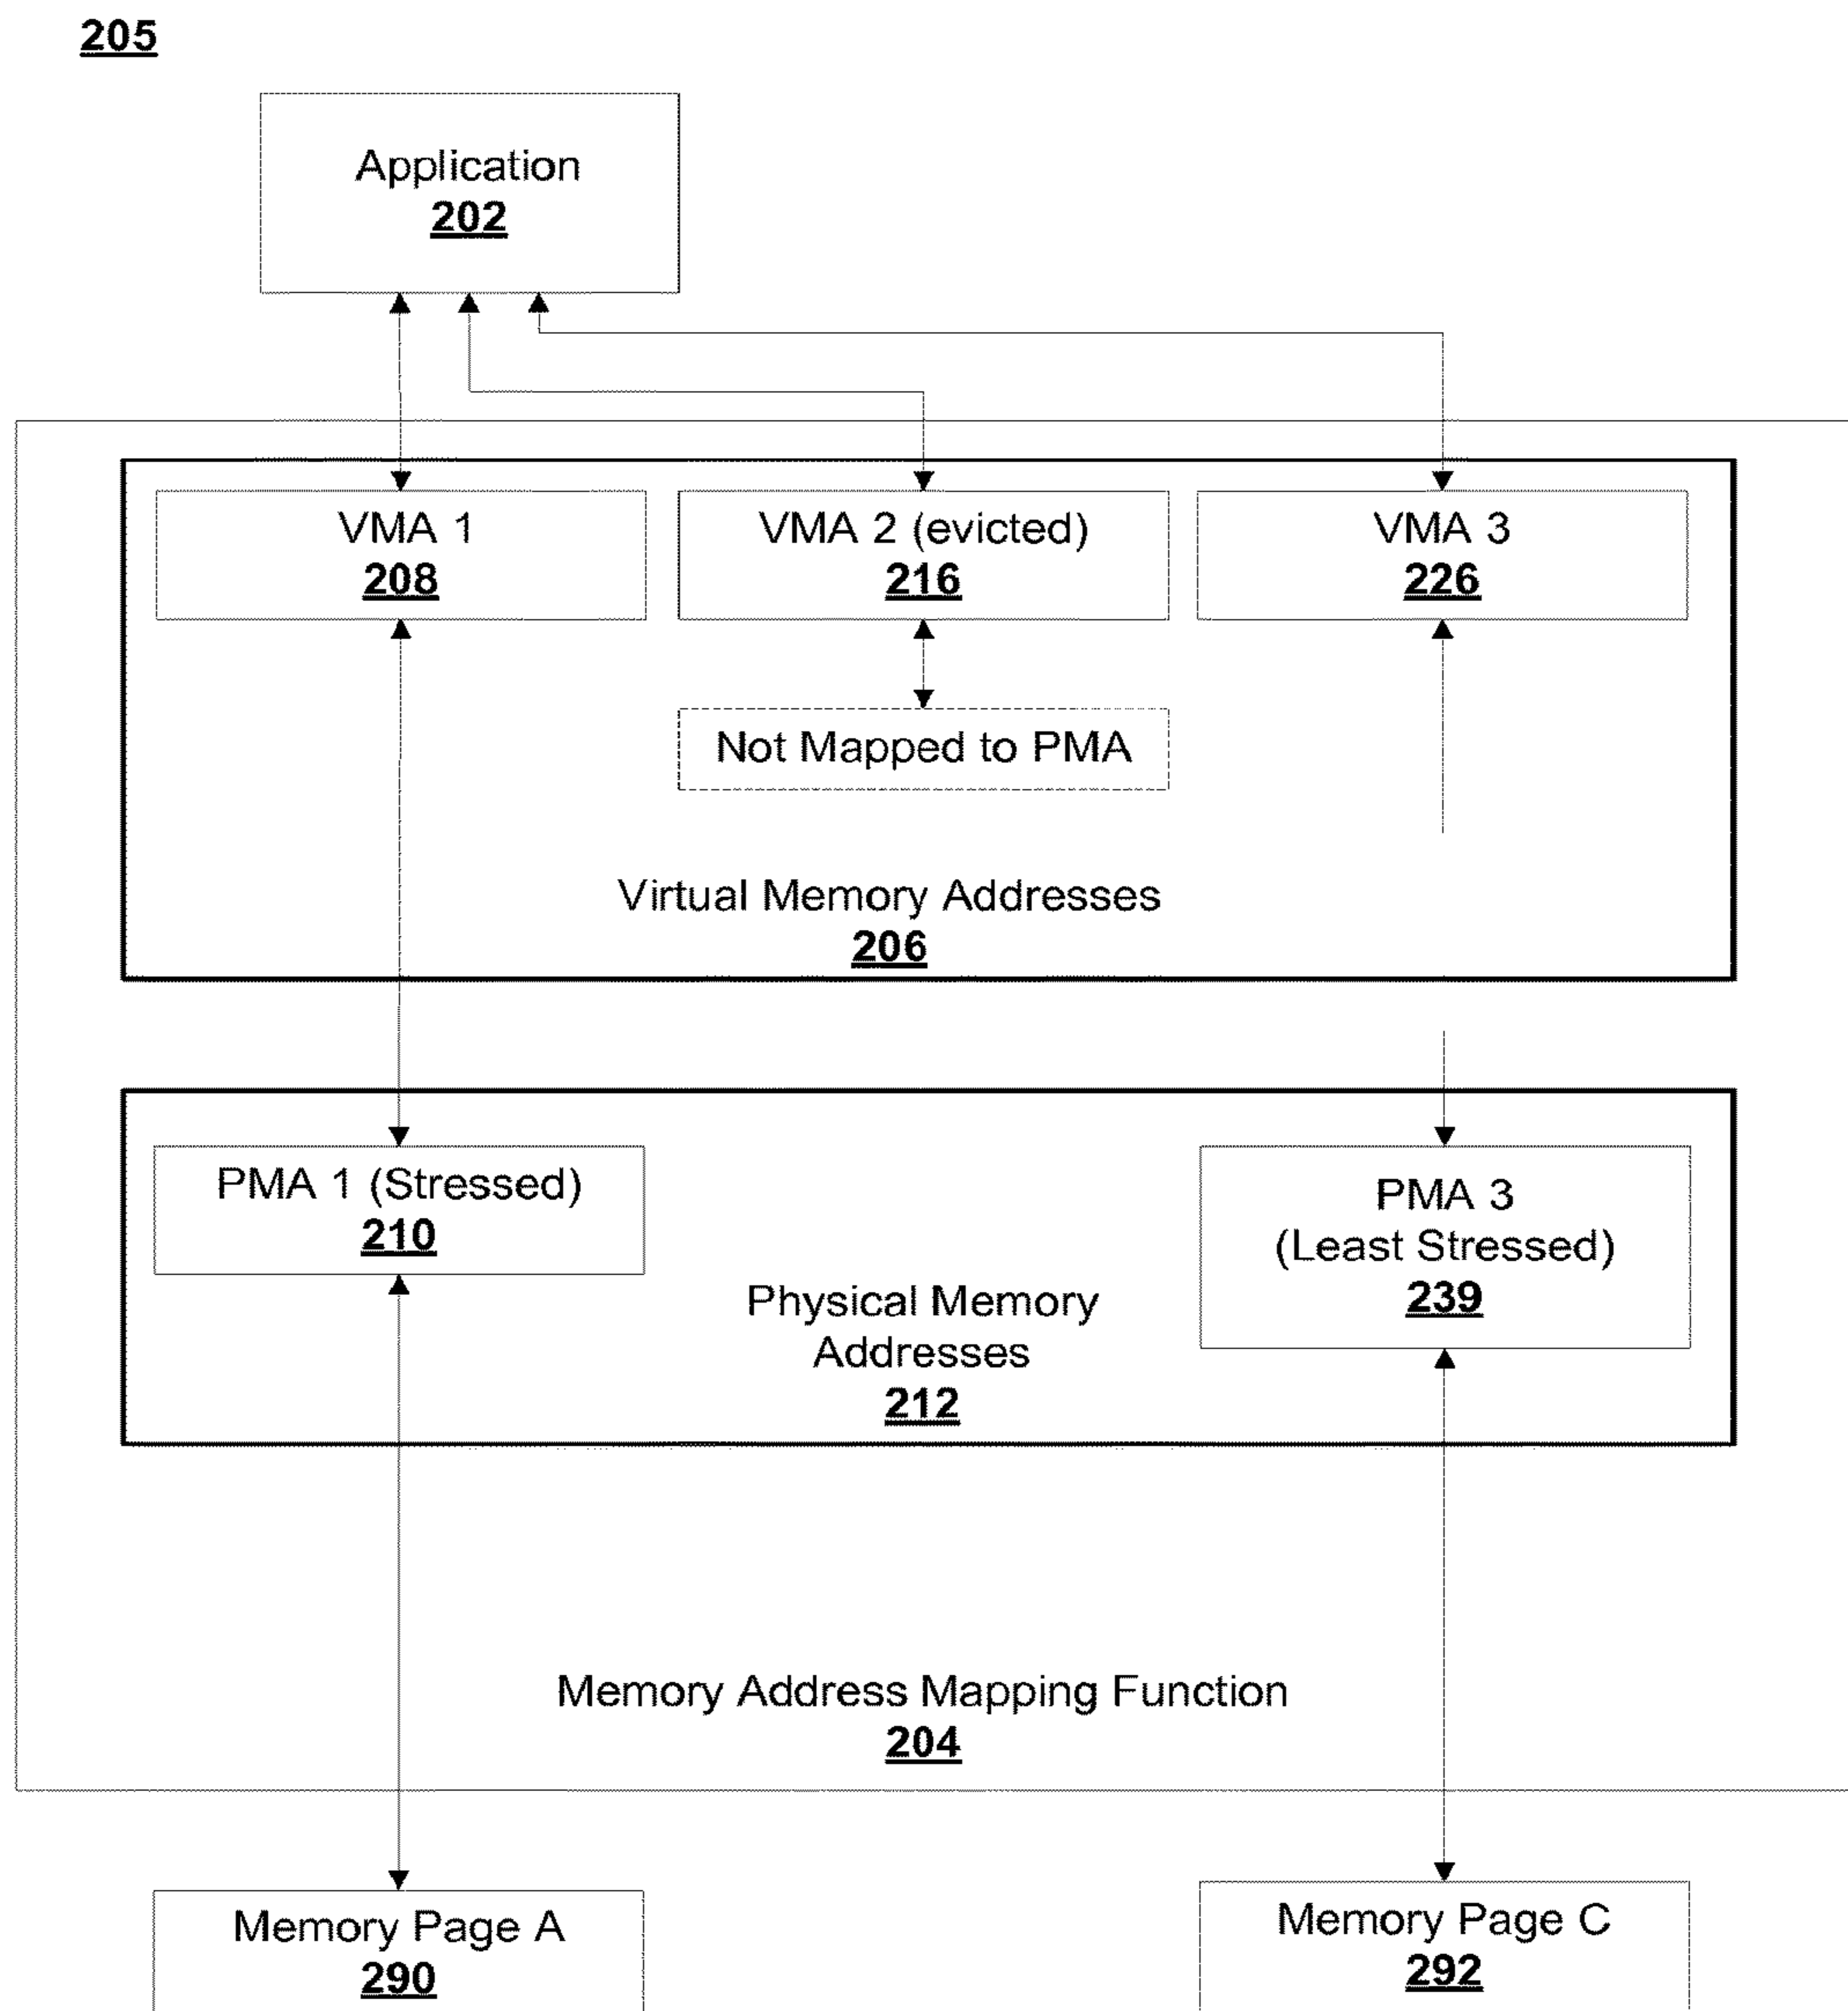 205
Application
202
VMA 1
208
VMA 2 (evicted)
216
VMA 3
226
Not Mapped to PMA
Virtual Memory Addresses
206
PMA 1 (Stressed)
210
PMA 3
(Least Stressed)
239
Physical Memory
Addresses
212
Memory Address Mapping Function
204
Memory Page A
290
Memory Page C
292